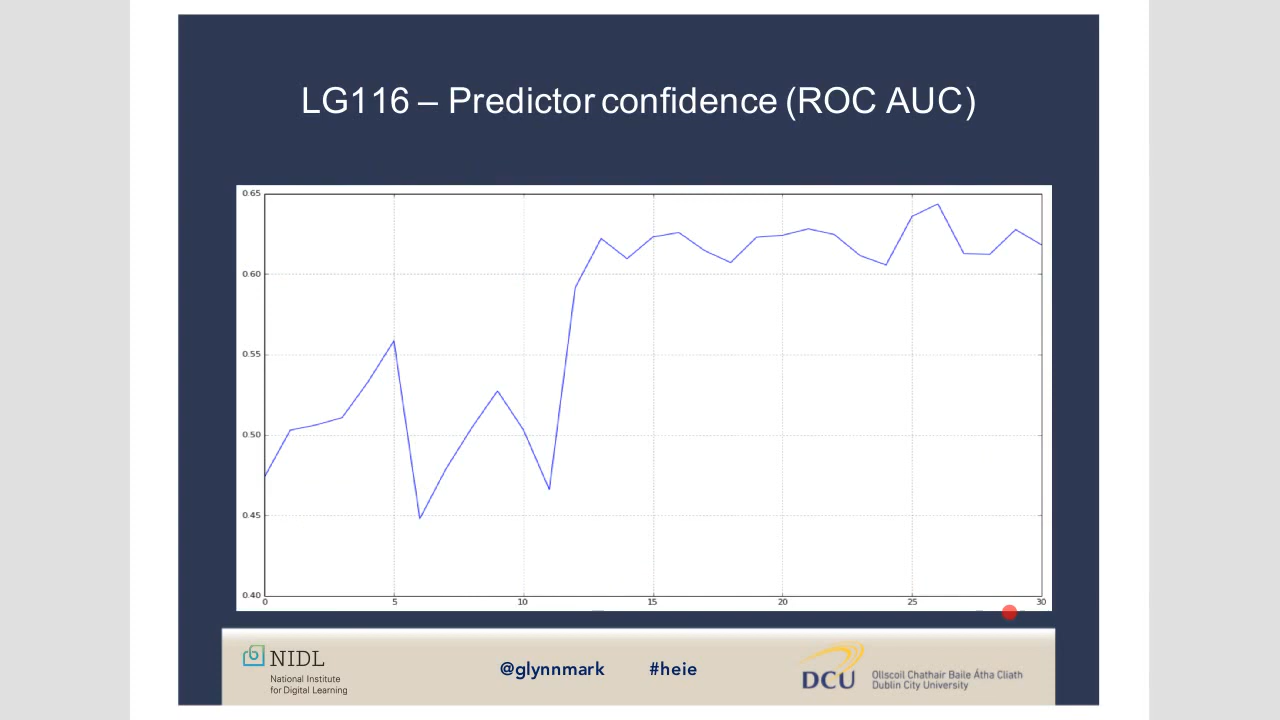 LG116 – Predictor confidence (ROC AUC)
0.65
0.60
0.55
0.50
0.45
0.40
0 5 10 15 20 25 30
NIDL
National Institute
for Digital Learning
@glynnmark #heie
DCU
Ollscoil Chathair Baile Átha Cliath
Dublin City University